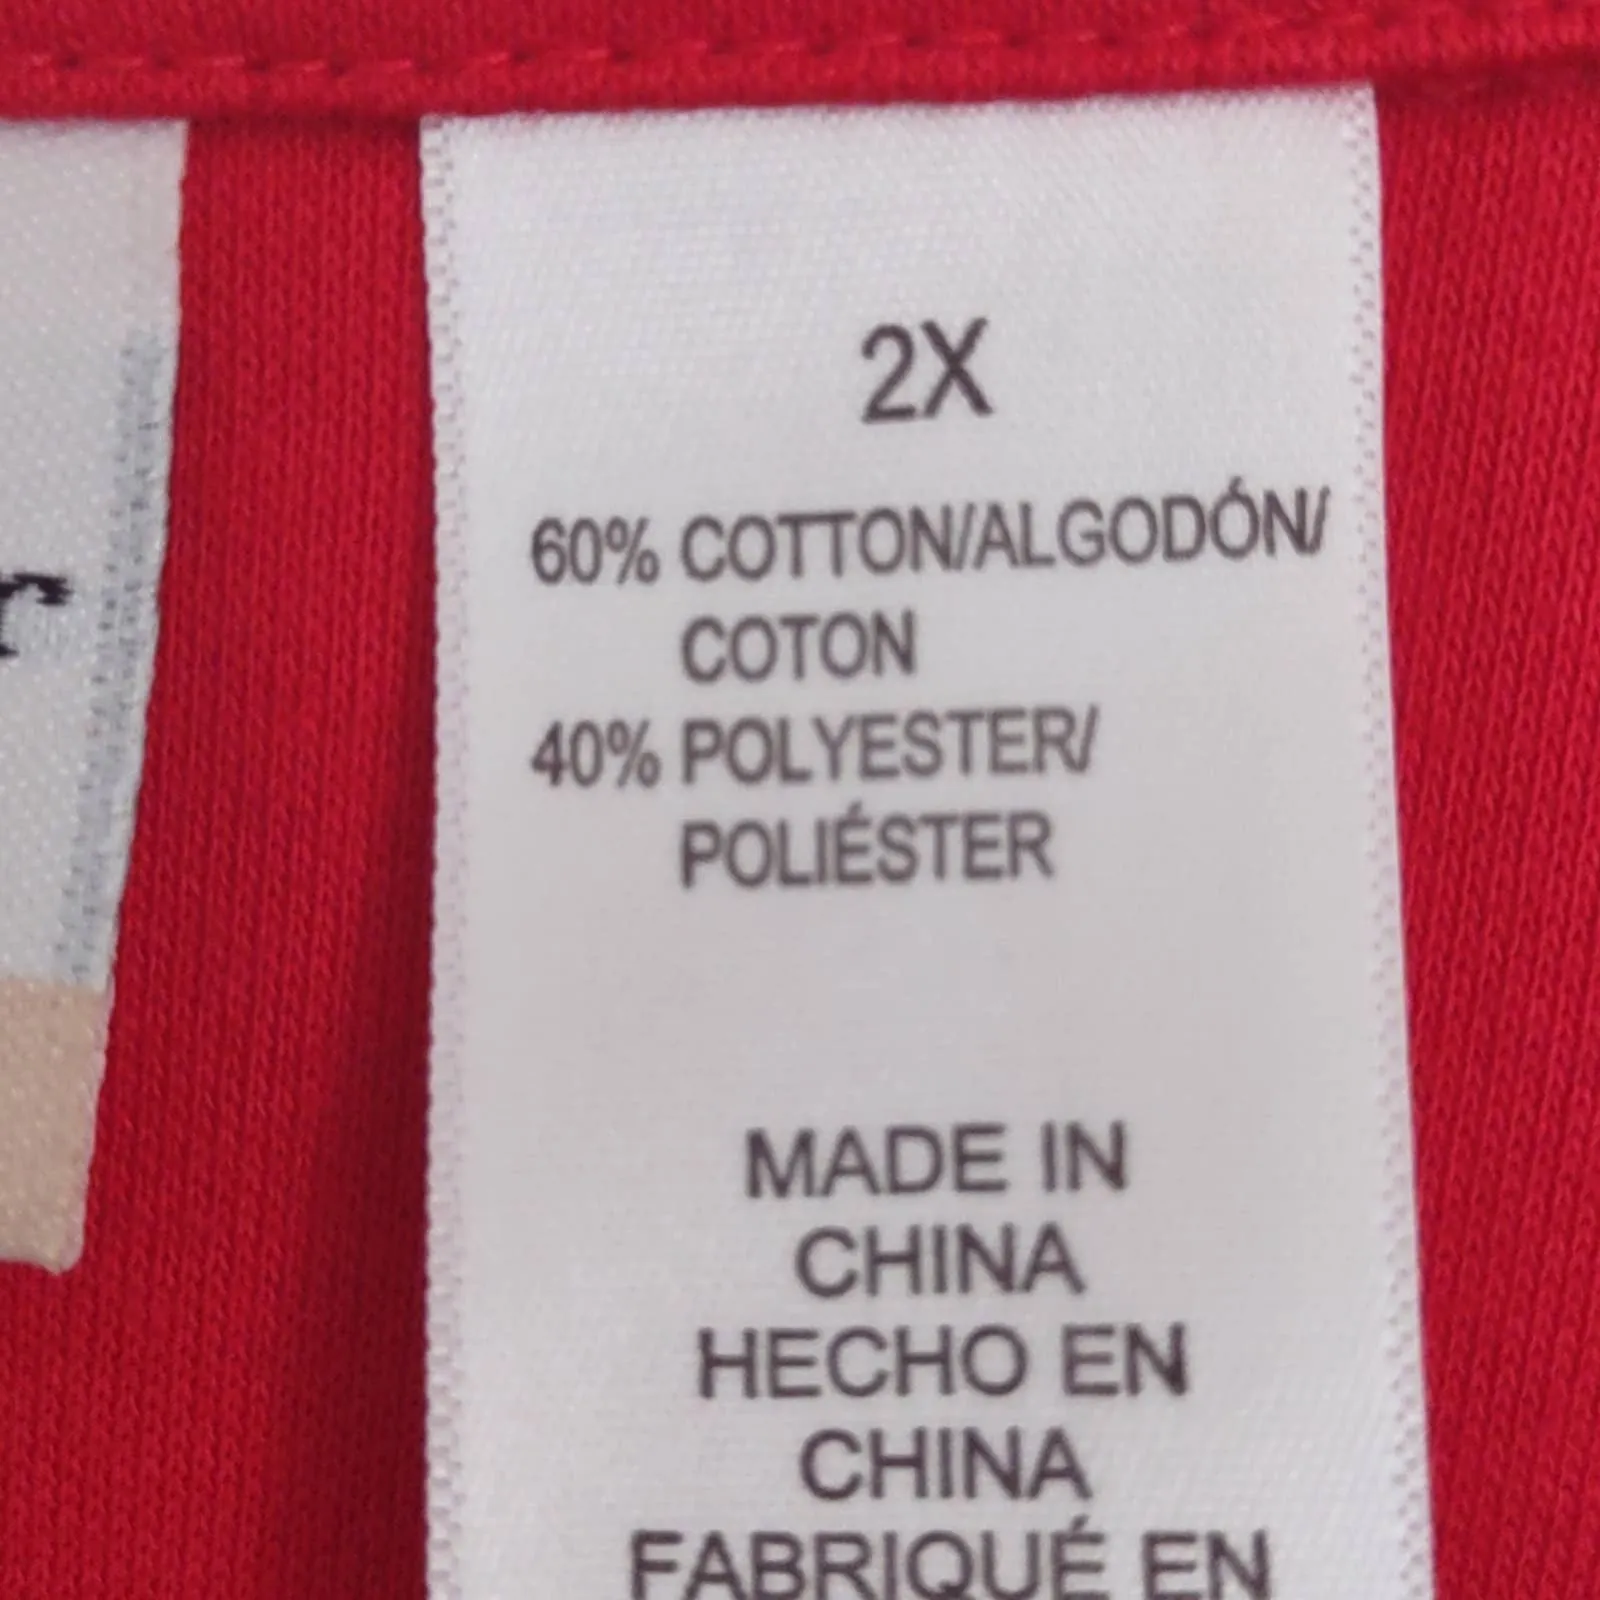 2X
60% COTTON/ALGODÓN/
COTON
40% POLYESTER/
POLIÉSTER
MADE IN
CHINA
HECHO EN
CHINA
FABRIQUÉ EN